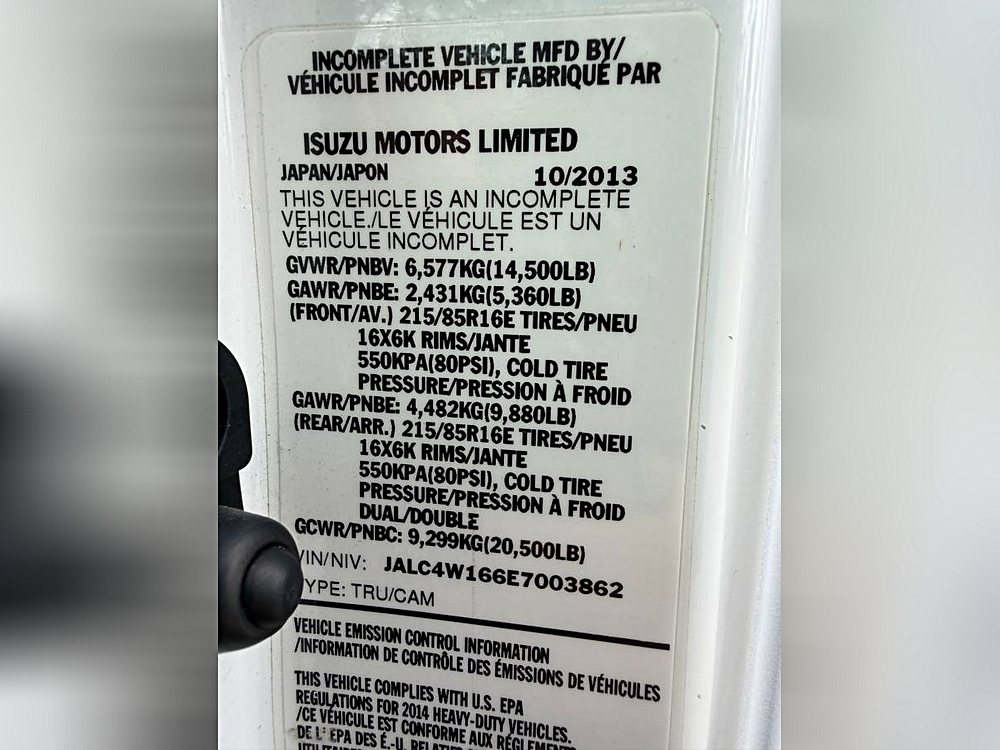 INCOMPLETE VEHICLE MFD BY/
VÉHICULE INCOMPLET FABRIQUÉ PAR
ISUZU MOTORS LIMITED
JAPAN/JAPON 10/2013
THIS VEHICLE IS AN INCOMPLETE
VEHICLE./LE VÉHICULE EST UN
VÉHICULE INCOMPLET.
GVWR/PNBV: 6,577KG(14,500LB)
GAWR/PNBE: 2,431KG(5,360LB)
(FRONT/AV.) 215/85R16E TIRES/PNEU
16X6K RIMS/JANTE
550KPA(80PSI), COLD TIRE
PRESSURE/PRESSION À FROID
GAWR/PNBE: 4,482KG(9,880LB)
(REAR/ARR.) 215/85R16E TIRES/PNEU
16X6K RIMS/JANTE
550KPA(80PSI), COLD TIRE
PRESSURE/PRESSION À FROID
DUAL/DOUBLE
GCWR/PNBC: 9,299KG(20,500LB)
VIN/NIV: JALC4W166E7003862
YPE: TRU/CAM
VEHICLE EMISSION CONTROL INFORMATION
/INFORMATION DE CONTRÔLE DES ÉMISSIONS DE VÉHICULES
THIS VEHICLE COMPLIES WITH U.S. EPA
REGULATIONS FOR 2014 HEAVY-DUTY VEHICLES.
/CE VÉHICULE EST CONFORME AUX RÉGLEMENTS
DE L'EPA DES É.-U.